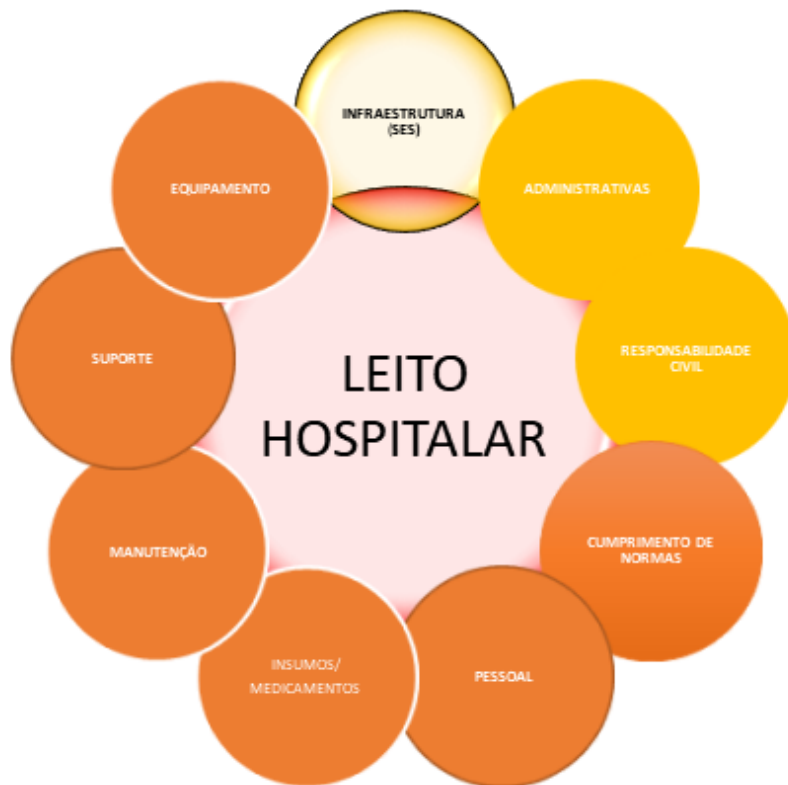 INFRAESTRUTURA
(SES)
EQUIPAMENTO
ADMINISTRATIVAS
SUPORTE
RESPONSABILIDADE
CIVIL
LEITO
HOSPITALAR
MANUTENÇÃO
CUMPRIMENTO DE
NORMAS
INSUMOS/
MEDICAMENTOS
PESSOAL